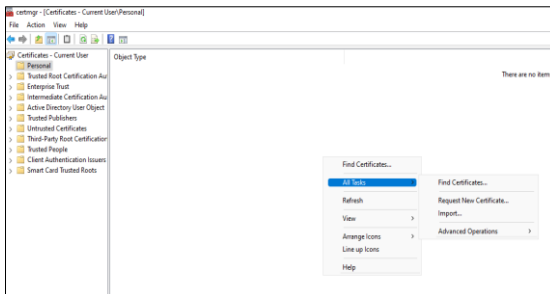 certmgr - [Certificates - Current User\Personal]
File Action View Help
Certificates - Current User
Personal
Trusted Root Certification Au
Enterprise Trust
Intermediate Certification Au
Active Directory User Object
Trusted Publishers
Untrusted Certificates
Third-Party Root Certification
Trusted People
Client Authentication Issuers
Smart Card Trusted Roots
Object Type
There are no item
Find Certificates...
All Tasks
Refresh
View
Arrange Icons
Line up Icons
Help
Find Certificates...
Request New Certificate...
Import...
Advanced Operations